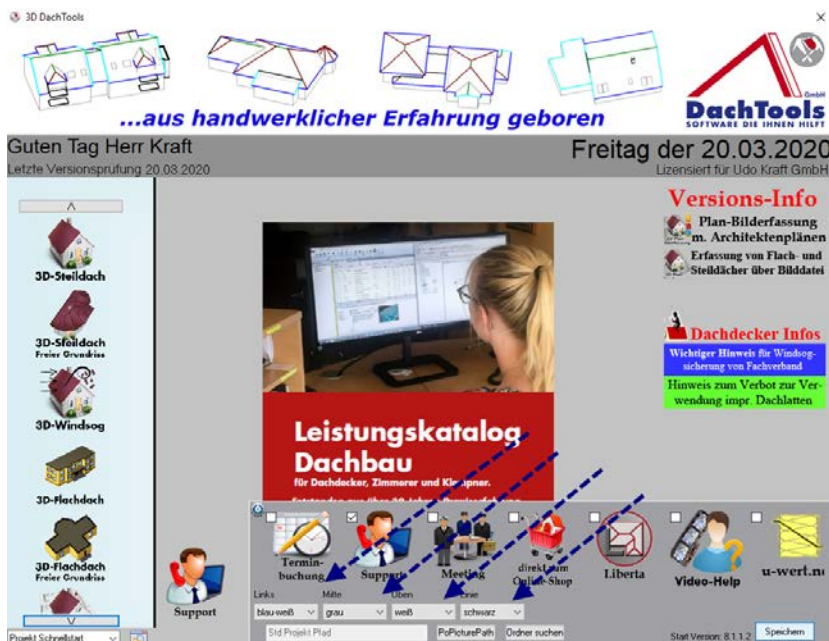 3D DachTools
...aus handwerklicher Erfahrung geboren
GmbH
DachTools
SOFTWARE DIE IHNEN HILFT
Guten Tag Herr Kraft
Freitag der 20.03.2020
Letzte Versionsprüfung 20.03.2020
Lizensiert für Udo Kraft GmbH
3D-Steildach
3D-Steildach
Freier Grundriss
3D-Windsog
3D-Flachdach
3D-Flachdach
Freier Grundriss
Projekt Schnellstart
Support
Leistungskatalog
Dachbau
für Dachdecker, Zimmerer und Klempner.
Versions-Info
Plan-Bilderfassung
m. Architektenplänen
Erfassung von Flach- und
Steildächer über Bilddatei
Dachdecker Infos
Wichtiger Hinweis für Windsog-
sicherung von Fachverband
Hinweis zum Verbot zur Ver-
wendung impr. Dachlatten
Termin-
buchung
Support
Meeting
direkt zum
Online-Shop
Liberta
Video-Help
Links
Mitte
Oben
Linie
blau-weiß
grau
weiß
schwarz
Std Projekt Pfad
PoPicturePath
Ordner suchen
Start Version: 8.1.1.2
Speichern